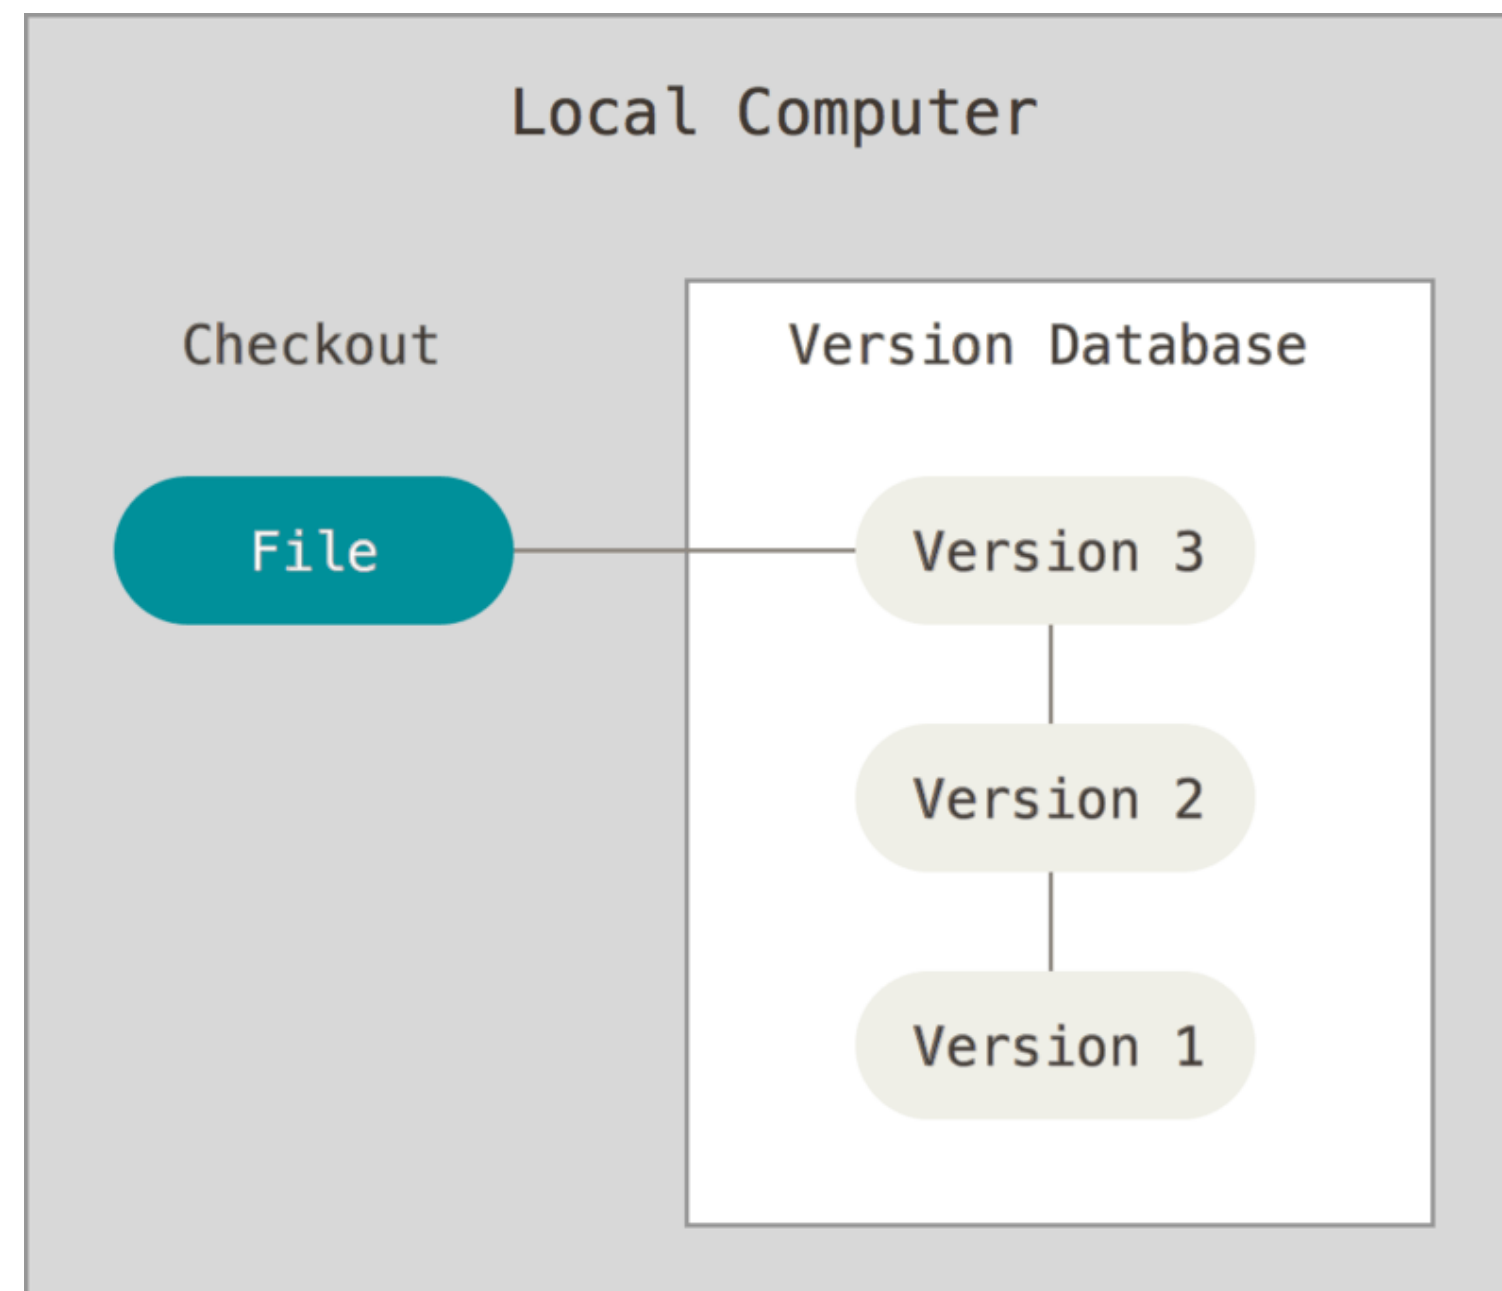 Local Computer
Checkout
Version Database
File
Version 3
Version 2
Version 1